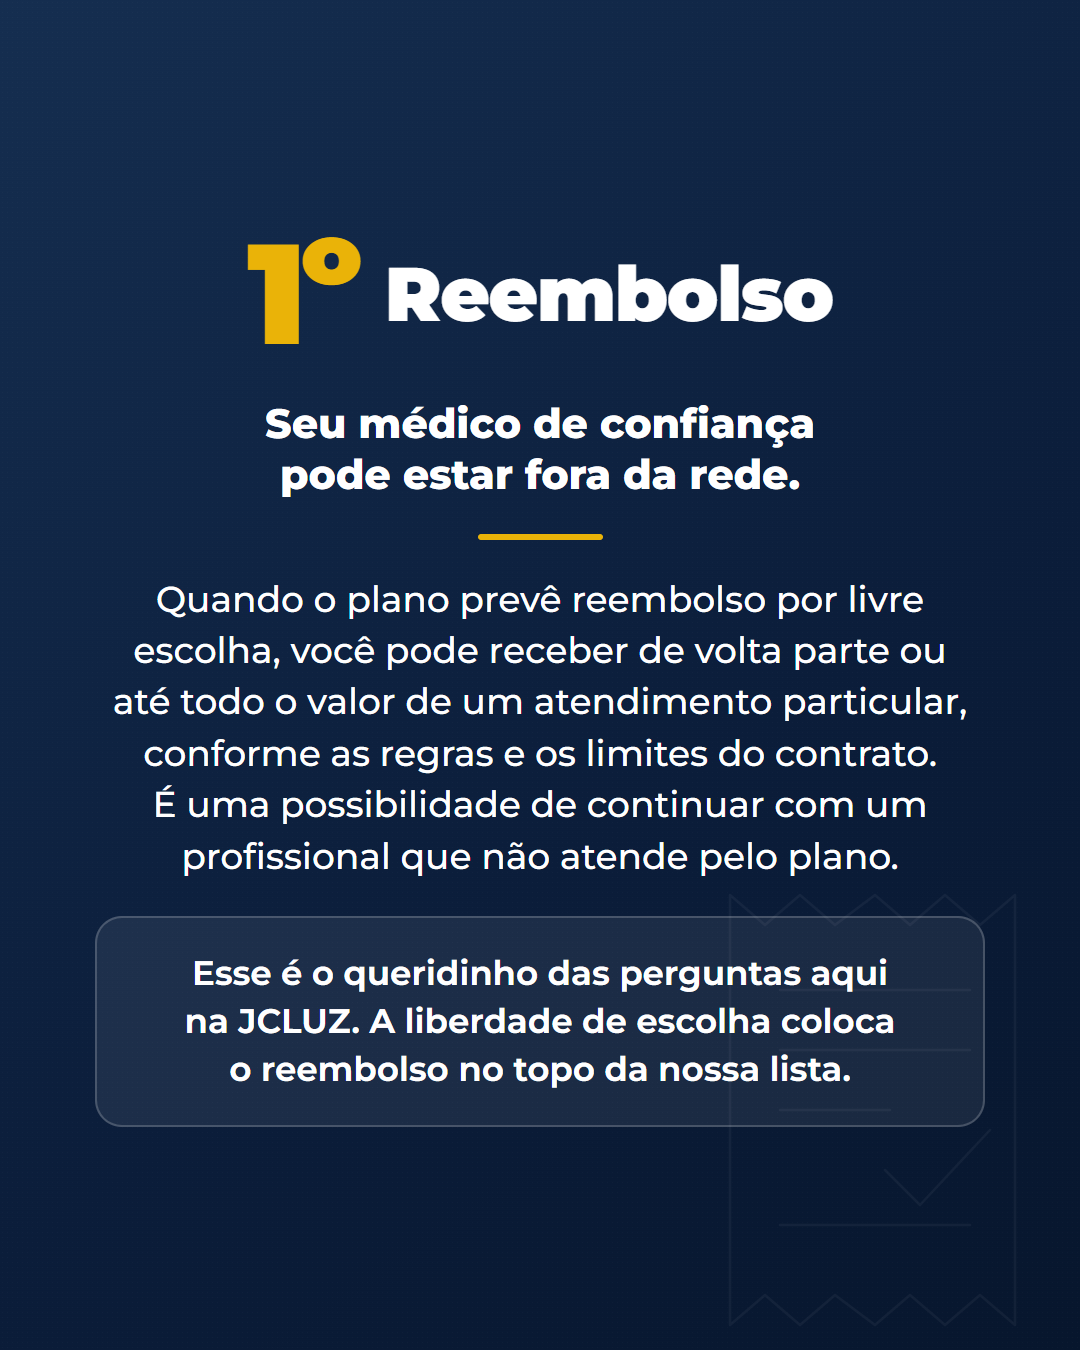 1º Reembolso
Seu médico de confiança
pode estar fora da rede.
Quando o plano prevê reembolso por livre
escolha, você pode receber de volta parte ou
até todo o valor de um atendimento particular,
conforme as regras e os limites do contrato.
É uma possibilidade de continuar com um
profissional que não atende pelo plano.
Esse é o queridinho das perguntas aqui
na JCLUZ. A liberdade de escolha coloca
o reembolso no topo da nossa lista.